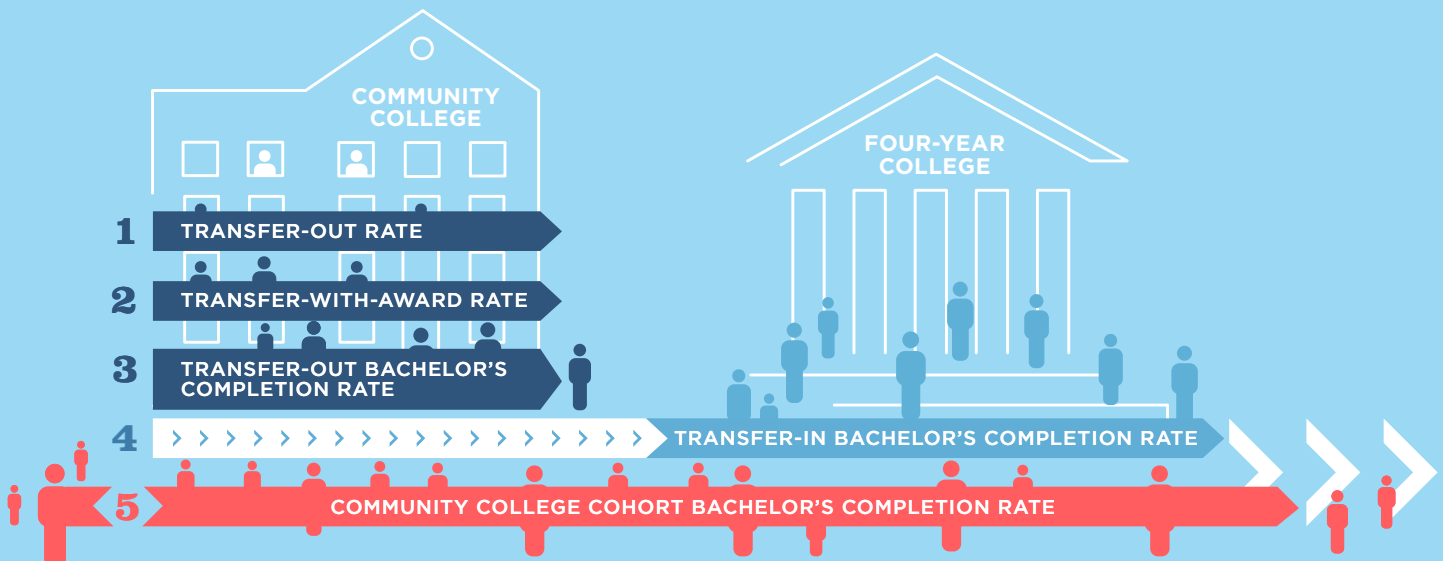 COMMUNITY
COLLEGE
FOUR-YEAR
COLLEGE
1 TRANSFER-OUT RATE
2 TRANSFER-WITH-AWARD RATE
3 TRANSFER-OUT BACHELOR'S
COMPLETION RATE
4 TRANSFER-IN BACHELOR'S COMPLETION RATE
5 COMMUNITY COLLEGE COHORT BACHELOR'S COMPLETION RATE